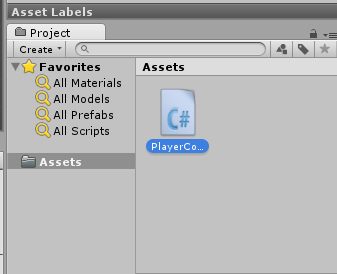 Asset Labels
Project
Create
Favorites
All Materials
All Models
All Prefabs
All Scripts
Assets
Assets
C#
PlayerCo...